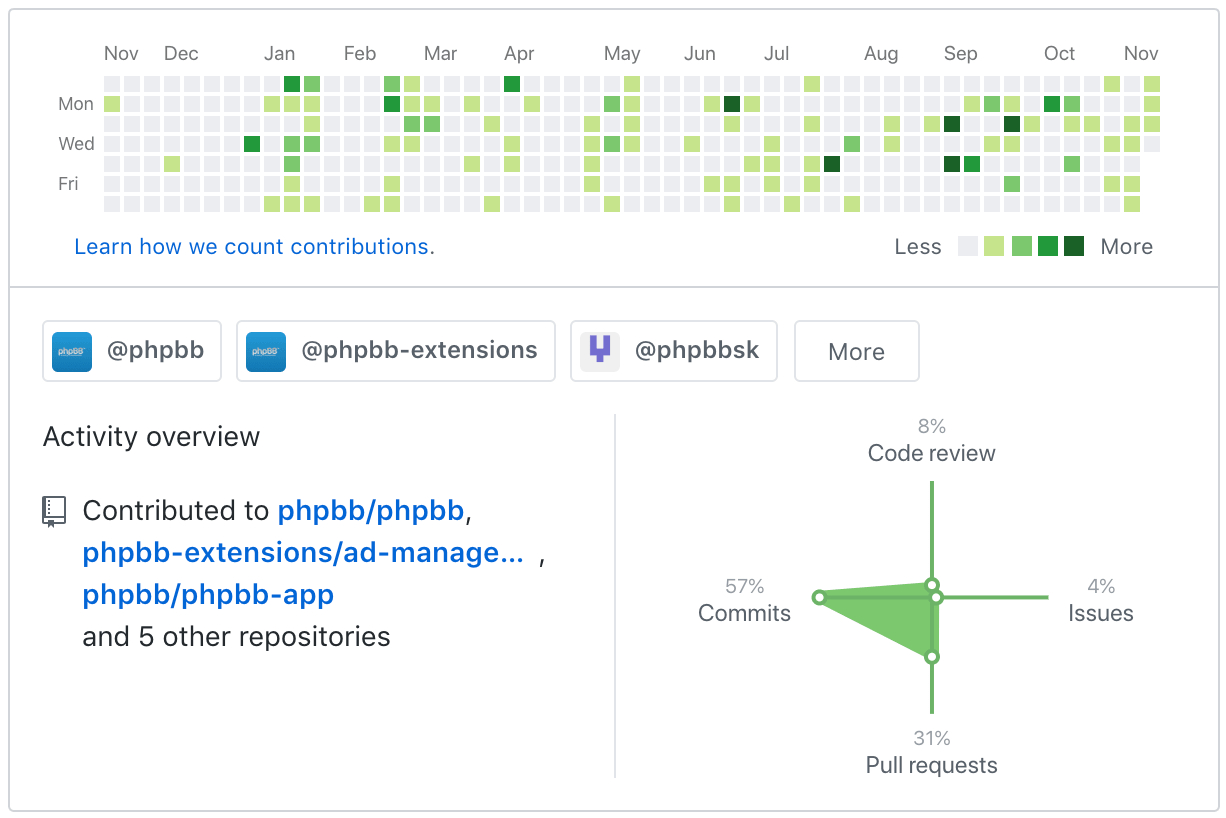 Nov Dec Jan Feb Mar Apr May Jun Jul Aug Sep Oct Nov
Mon
Wed
Fri
Learn how we count contributions.
Less More
phpBB @phpbb
phpBB @phpbb-extensions
@phpbbsk
More
Activity overview
Contributed to phpbb/phpbb,
phpbb-extensions/ad-manage... ,
phpbb/phpbb-app
and 5 other repositories
8%
Code review
57%
Commits
4%
Issues
31%
Pull requests